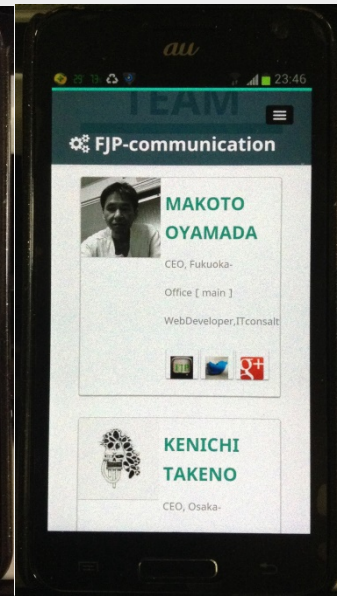 au
23:46
TEAM
FJP-communication
MAKOTO
OYAMADA
CEO, Fukuoka-
Office [ main ]
WebDeveloper,ITconsalt
g+
KENICHI
TAKENO
CEO, Osaka-